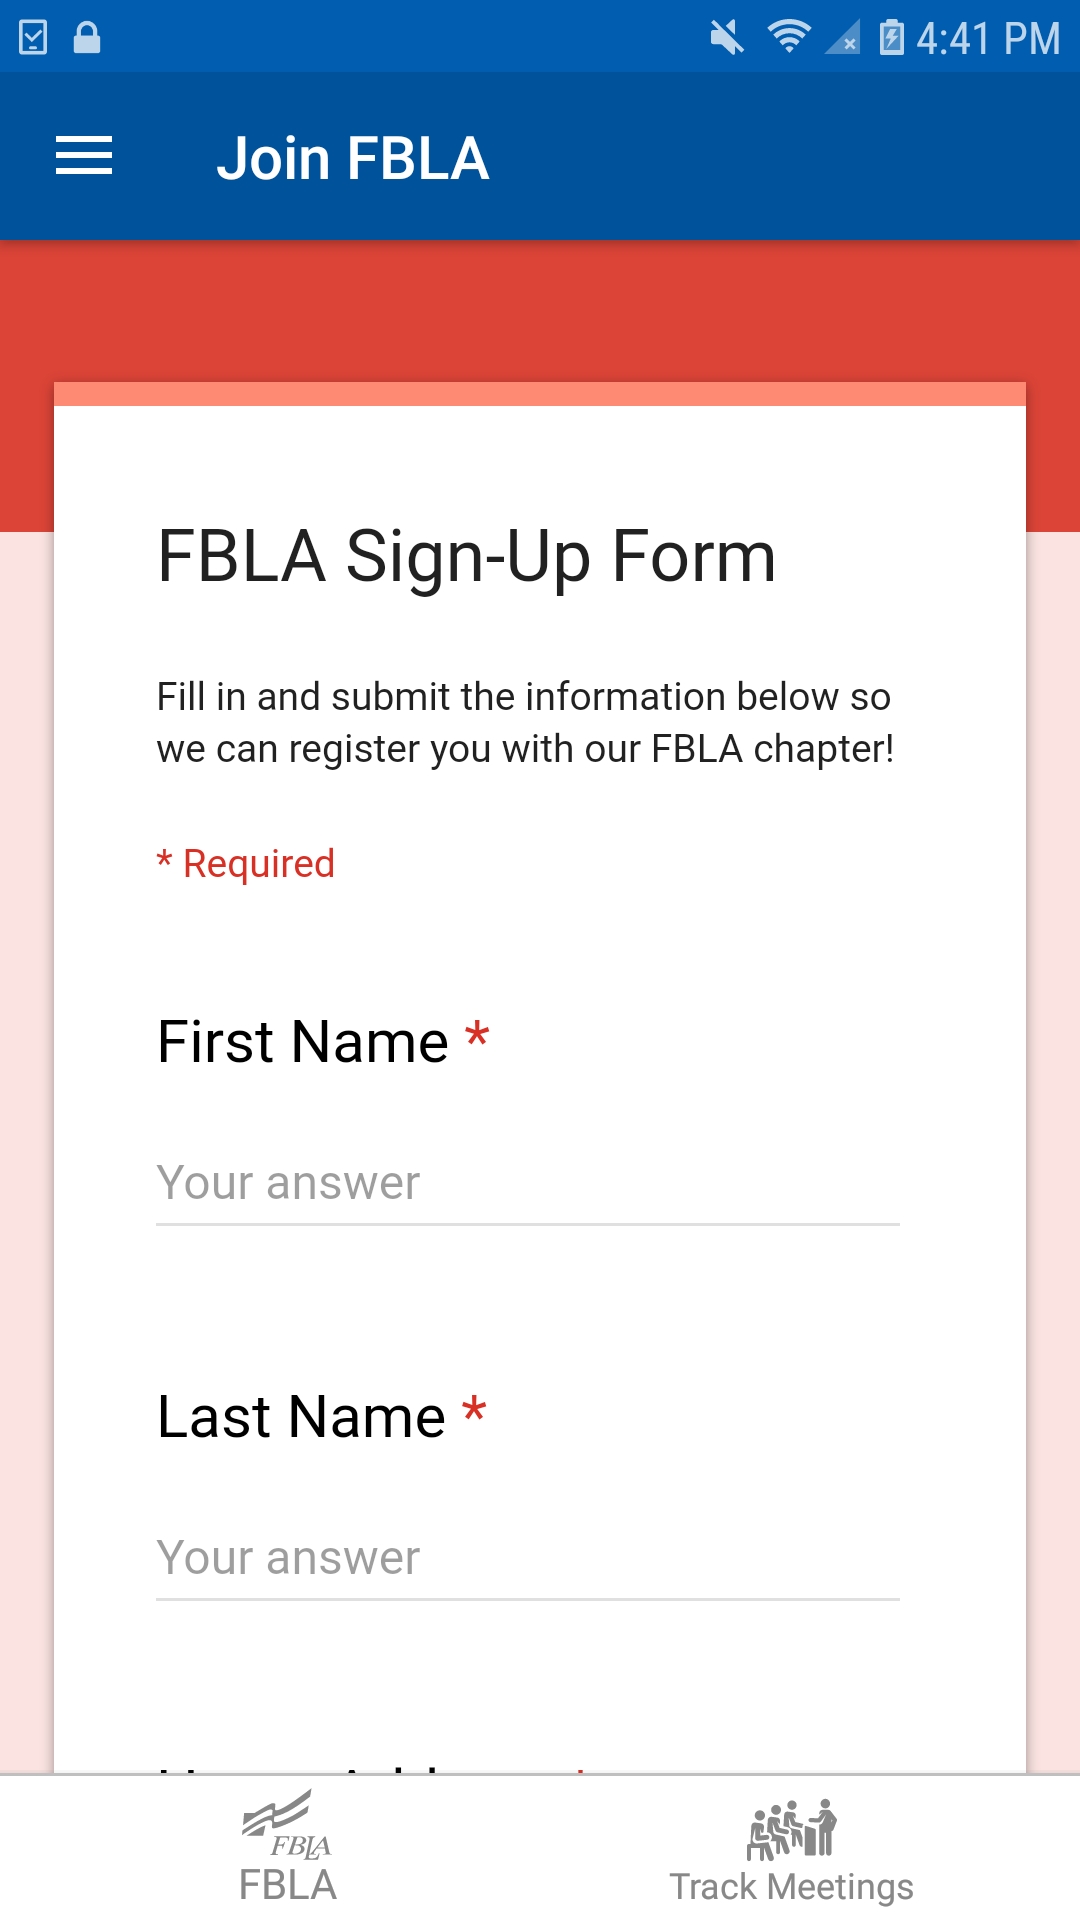 4:41 PM
Join FBLA
FBLA Sign-Up Form
Fill in and submit the information below so
we can register you with our FBLA chapter!
* Required
First Name *
Your answer
Last Name *
Your answer
FBLA
FBLA
Track Meetings